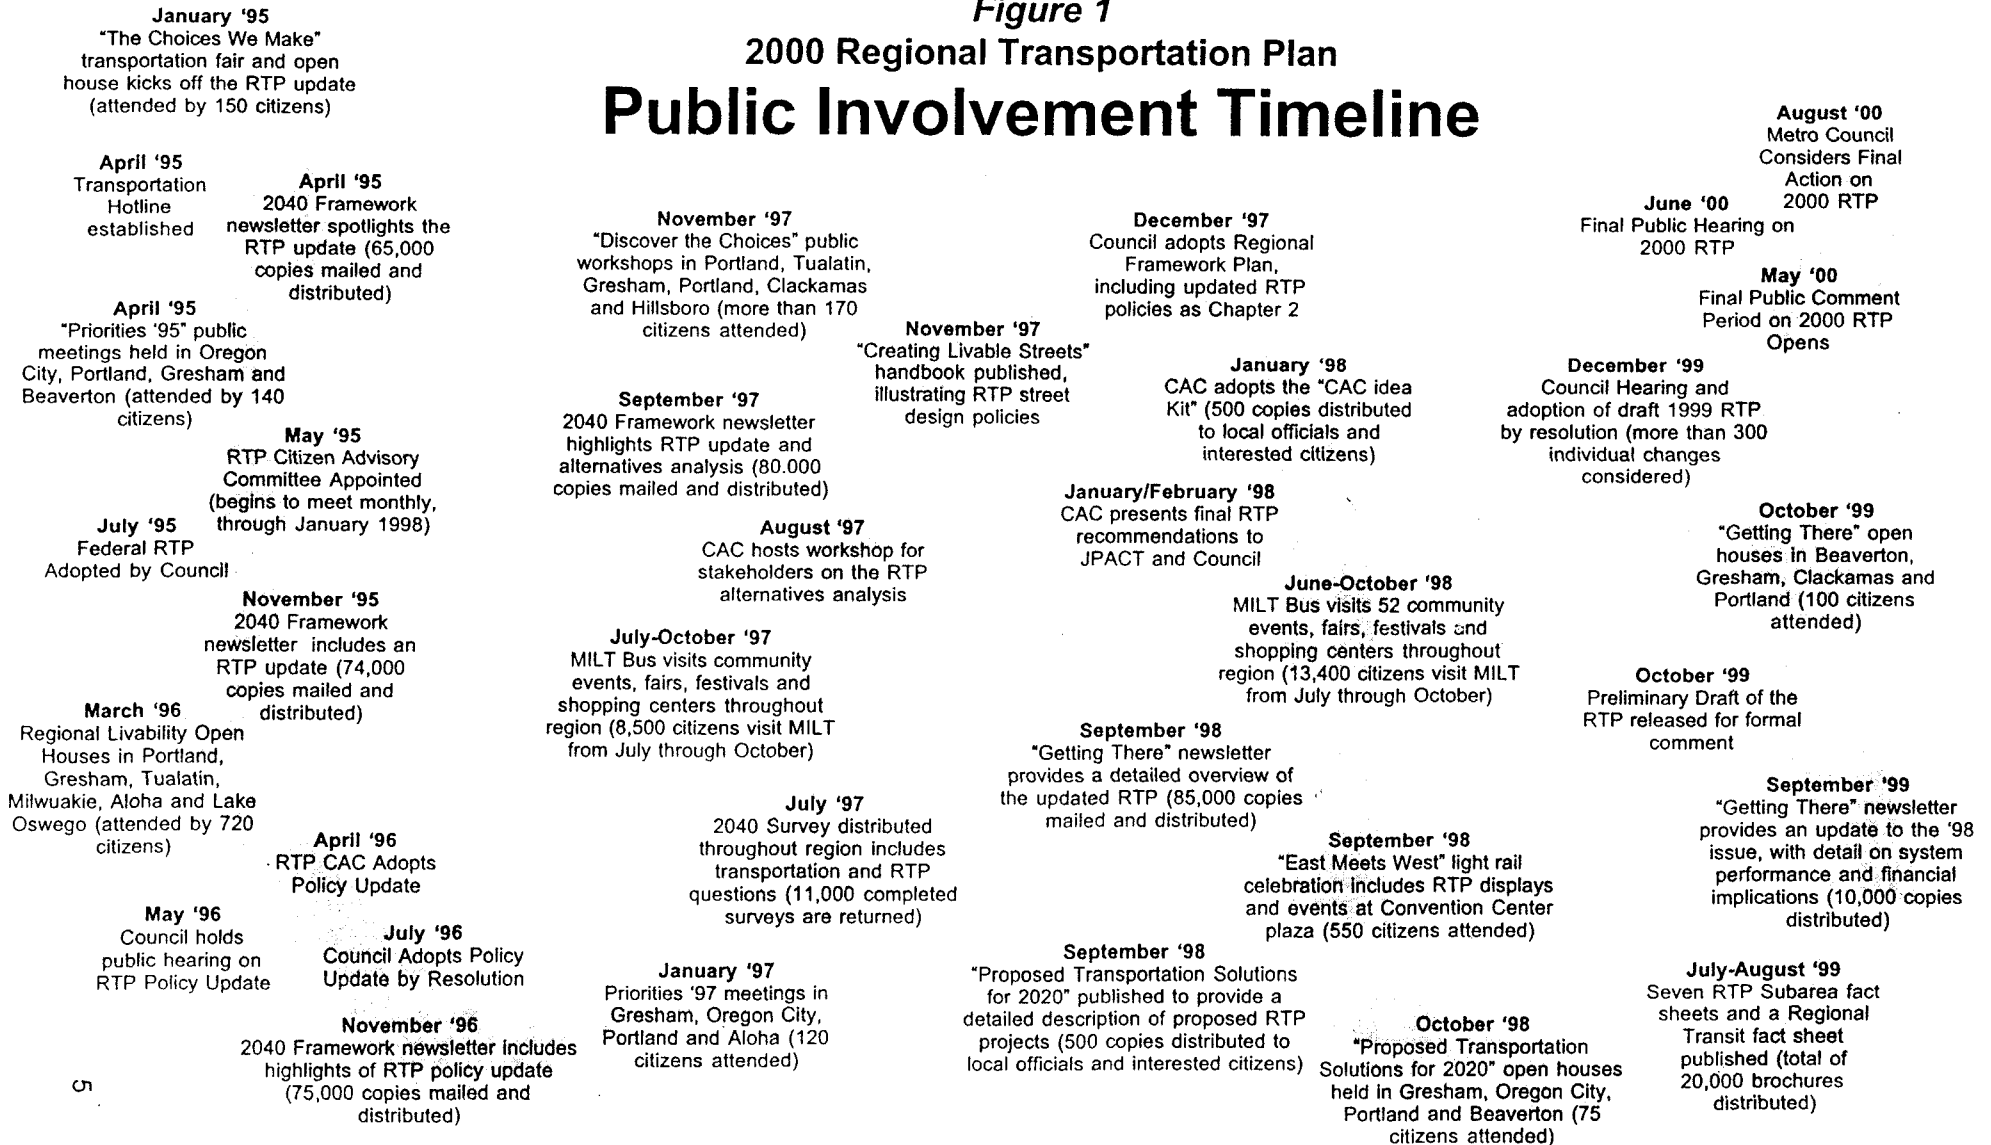 Figure 1
2000 Regional Transportation Plan
Public Involvement Timeline
January '95
"The Choices We Make"
transportation fair and open
house kicks off the RTP update
(attended by 150 citizens)
April '95
Transportation
Hotline
established
April '95
2040 Framework
newsletter spotlights the
RTP update (65,000
copies mailed and
distributed)
April '95
"Priorities '95" public
meetings held in Oregon
City, Portland, Gresham and
Beaverton (attended by 140
citizens)
May '95
RTP Citizen Advisory
Committee Appointed
(begins to meet monthly,
through January 1998)
July '95
Federal RTP
Adopted by Council
November '95
2040 Framework
newsletter includes an
RTP update (74,000
copies mailed and
distributed)
March '96
Regional Livability Open
Houses in Portland,
Gresham, Tualatin,
Milwuakie, Aloha and Lake
Oswego (attended by 720
citizens)
April '96
RTP CAC Adopts
Policy Update
May '96
Council holds
public hearing on
RTP Policy Update
July '96
Council Adopts Policy
Update by Resolution
November '96
2040 Framework newsletter includes
highlights of RTP policy update
(75,000 copies mailed and
distributed)
January '97
Priorities '97 meetings in
Gresham, Oregon City,
Portland and Aloha (120
citizens attended)
July '97
2040 Survey distributed
throughout region includes
transportation and RTP
questions (11,000 completed
surveys are returned)
July-October '97
MILT Bus visits community
events, fairs, festivals and
shopping centers throughout
region (8,500 citizens visit MILT
from July through October)
August '97
CAC hosts workshop for
stakeholders on the RTP
alternatives analysis
September '97
2040 Framework newsletter
highlights RTP update and
alternatives analysis (80.000
copies mailed and distributed)
November '97
"Discover the Choices" public
workshops in Portland, Tualatin,
Gresham, Portland, Clackamas
and Hillsboro (more than 170
citizens attended)
November '97
"Creating Livable Streets"
handbook published,
illustrating RTP street
design policies
December '97
Council adopts Regional
Framework Plan,
including updated RTP
policies as Chapter 2
January '98
CAC adopts the "CAC idea
Kit" (500 copies distributed
to local officials and
interested citizens)
January/February '98
CAC presents final RTP
recommendations to
JPACT and Council
June-October '98
MILT Bus visits 52 community
events, fairs, festivals and
shopping centers throughout
region (13,400 citizens visit MILT
from July through October)
September '98
"Getting There" newsletter
provides a detailed overview of
the updated RTP (85,000 copies
mailed and distributed)
September '98
"East Meets West" light rail
celebration includes RTP displays
and events at Convention Center
plaza (550 citizens attended)
September '98
"Proposed Transportation Solutions
for 2020" published to provide a
detailed description of proposed RTP
projects (500 copies distributed to
local officials and interested citizens)
October '98
"Proposed Transportation
Solutions for 2020" open houses
held in Gresham, Oregon City,
Portland and Beaverton (75
citizens attended)
July-August '99
Seven RTP Subarea fact
sheets and a Regional
Transit fact sheet
published (total of
20,000 brochures
distributed)
September '99
"Getting There" newsletter
provides an update to the '98
issue, with detail on system
performance and financial
implications (10,000 copies
distributed)
October '99
Preliminary Draft of the
RTP released for formal
comment
October '99
"Getting There" open
houses in Beaverton,
Gresham, Clackamas and
Portland (100 citizens
attended)
December '99
Council Hearing and
adoption of draft 1999 RTP
by resolution (more than 300
individual changes
considered)
May '00
Final Public Comment
Period on 2000 RTP
Opens
June '00
Final Public Hearing on
2000 RTP
August '00
Metro Council
Considers Final
Action on
2000 RTP
5